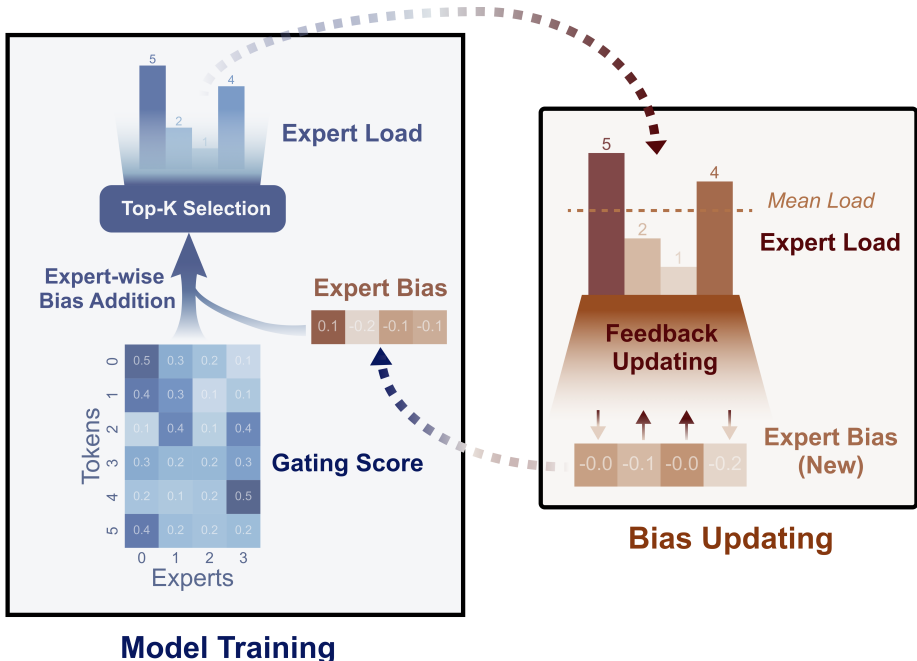 5
2
1
4
Expert Load
Top-K Selection
Expert-wise
Bias Addition
Expert Bias
0.1 -0.2 -0.1 -0.1
Tokens
0 0.5 0.3 0.2 0.1
1 0.4 0.3 0.1 0.1
2 0.1 0.4 0.1 0.4
3 0.3 0.2 0.2 0.3
4 0.2 0.1 0.2 0.5
5 0.4 0.2 0.2 0.2
0 1 2 3
Experts
Gating Score
Model Training
5
2
1
4
Mean Load
Expert Load
Feedback
Updating
-0.0 -0.1 -0.0 -0.2
Expert Bias
(New)
Bias Updating